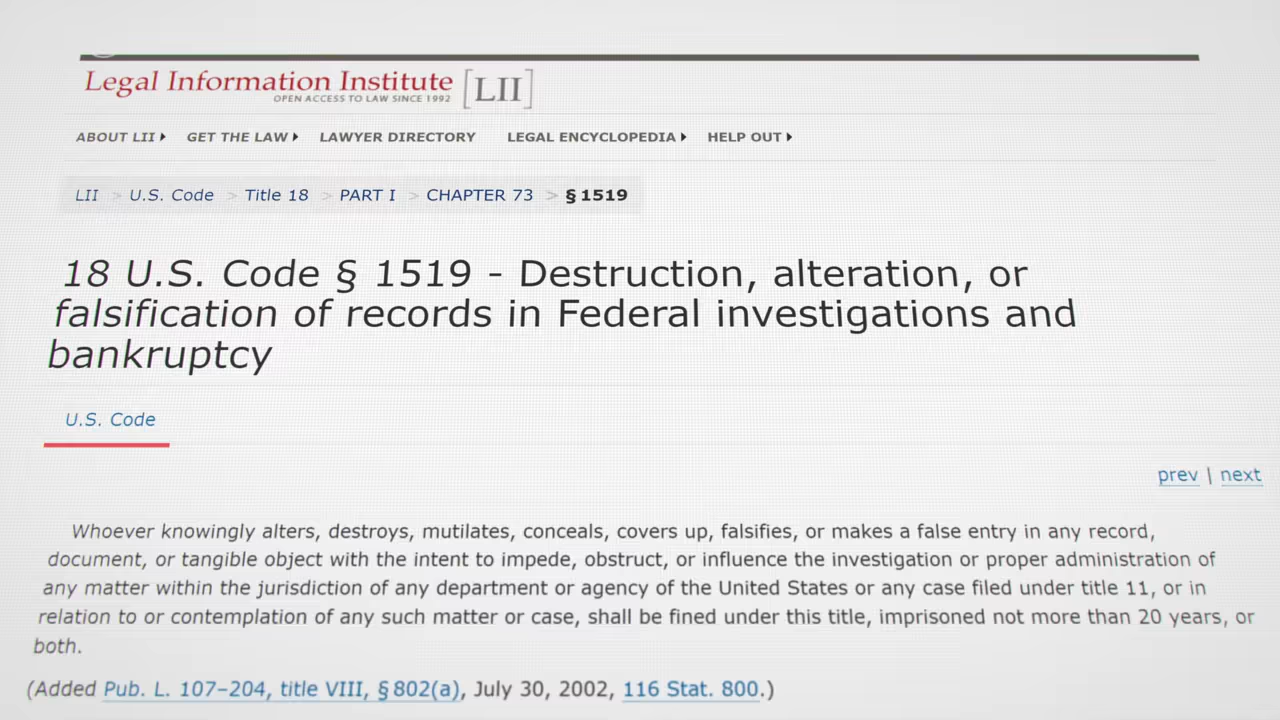 Legal Information Institute [LII]
OPEN ACCESS TO LAW SINCE 1992
ABOUT LII GET THE LAW LAWYER DIRECTORY LEGAL ENCYCLOPEDIA HELP OUT
LII > U.S. Code > Title 18 > PART I > CHAPTER 73 > § 1519
18 U.S. Code § 1519 - Destruction, alteration, or
falsification of records in Federal investigations and
bankruptcy
U.S. Code
prev | next
Whoever knowingly alters, destroys, mutilates, conceals, covers up, falsifies, or makes a false entry in any record,
document, or tangible object with the intent to impede, obstruct, or influence the investigation or proper administration of
any matter within the jurisdiction of any department or agency of the United States or any case filed under title 11, or in
relation to or contemplation of any such matter or case, shall be fined under this title, imprisoned not more than 20 years, or
both.
(Added Pub. L. 107–204, title VIII, § 802(a), July 30, 2002, 116 Stat. 800.)